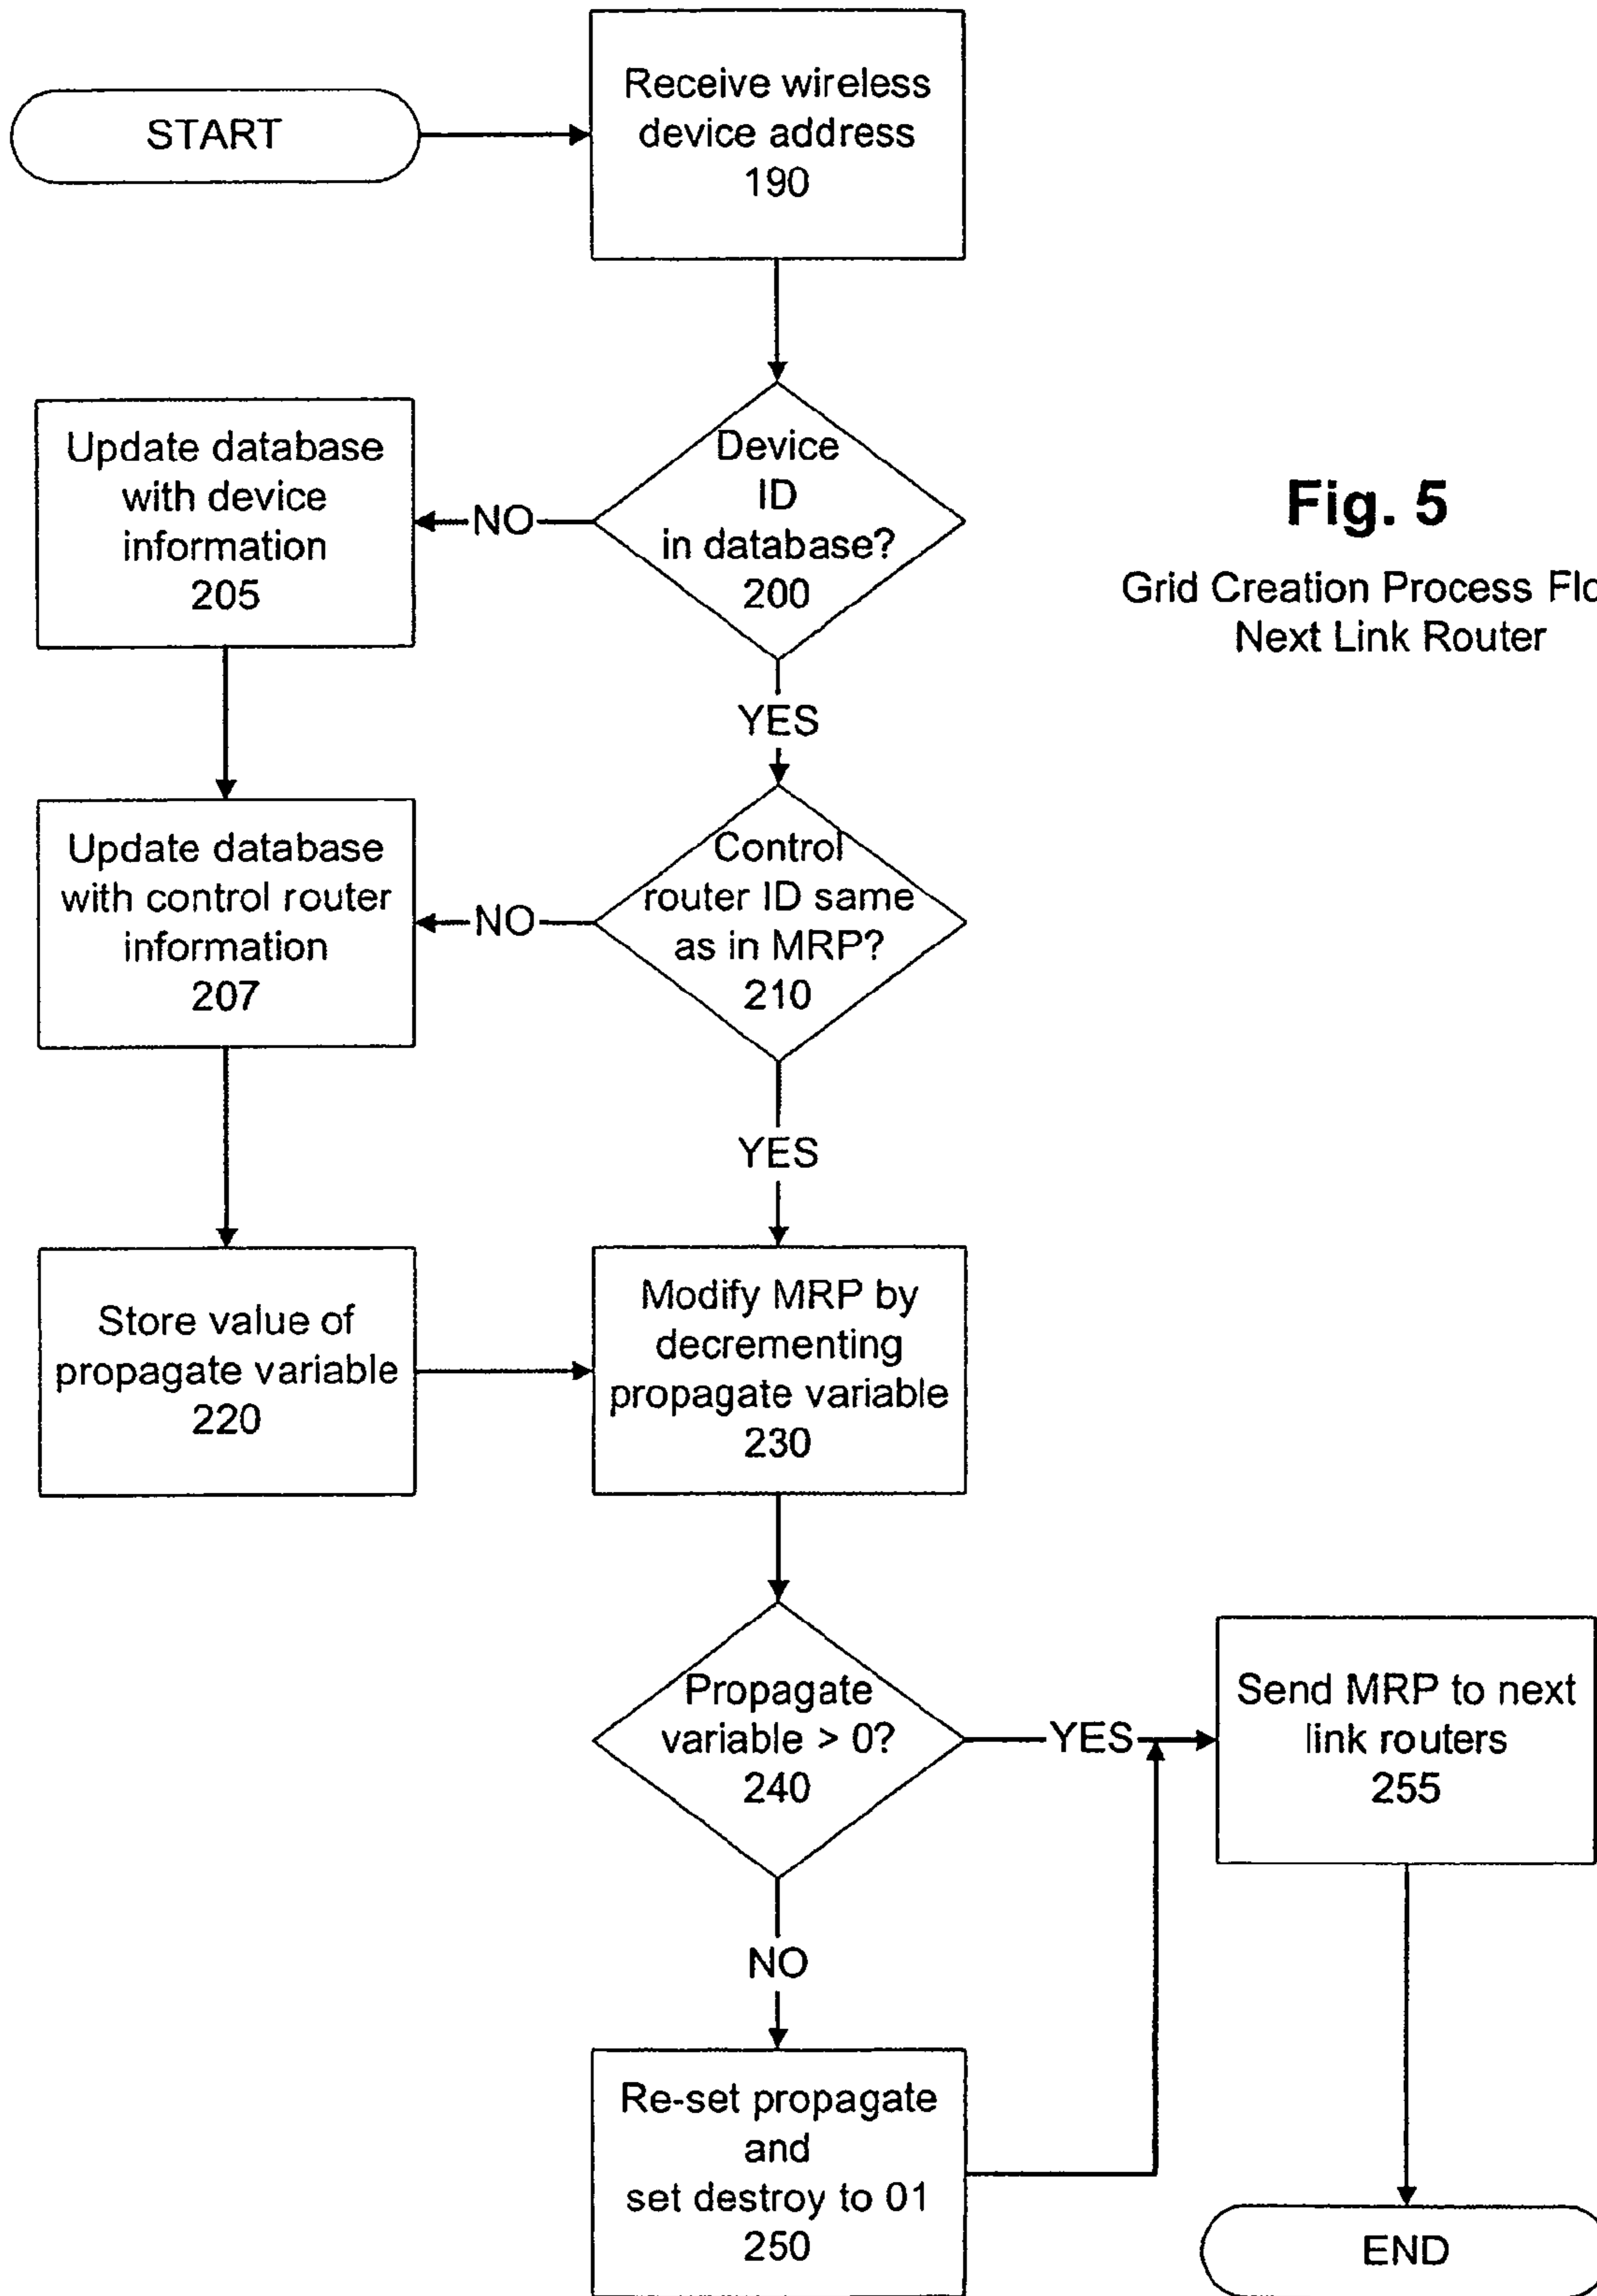 START
Receive wireless
device address
190
Device
ID
in database?
200
NO
Update database
with device
information
205
Fig. 5
Grid Creation Process Flo
Next Link Router
YES
Control
router ID same
as in MRP?
210
NO
Update database
with control router
information
207
YES
Store value of
propagate variable
220
Modify MRP by
decrementing
propagate variable
230
Propagate
variable > 0?
240
YES
Send MRP to next
link routers
255
NO
Re-set propagate
and
set destroy to 01
250
END